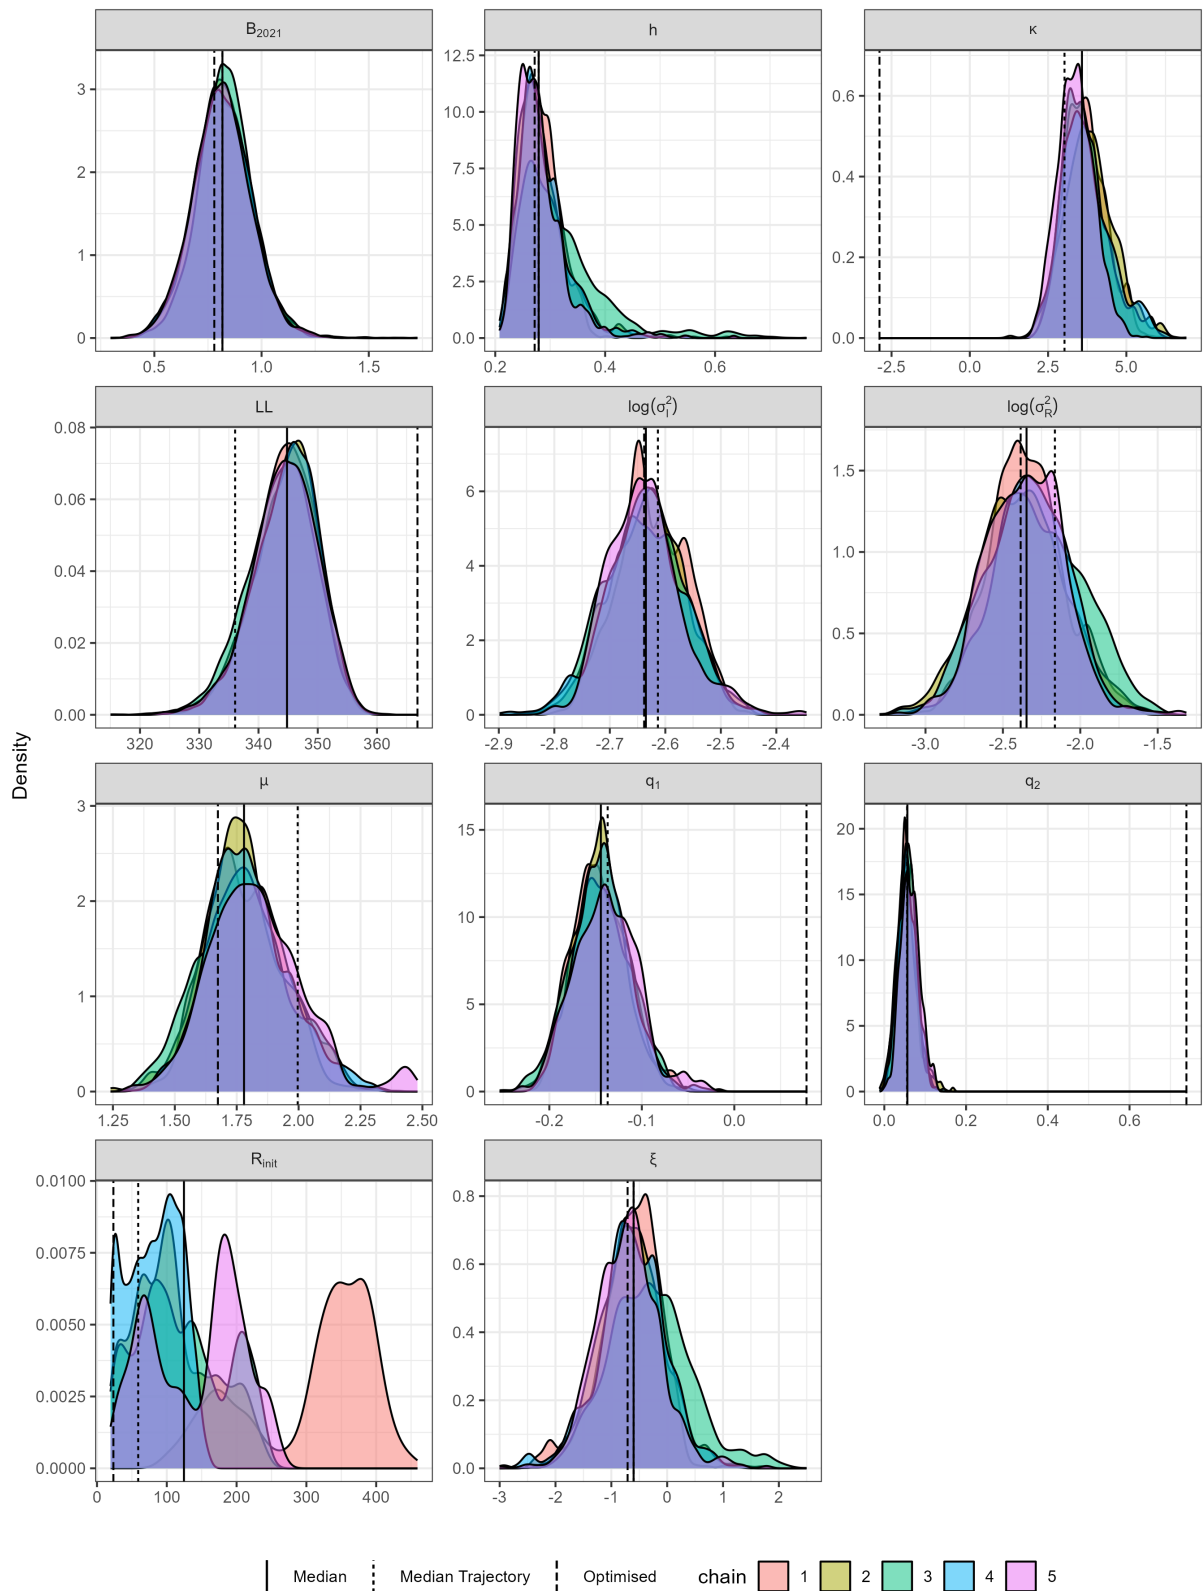 B2021 h κ
3 2 1 0
12.5 10.0 7.5 5.0 2.5 0.0
0.6 0.4 0.2 0.0
0.5 1.0 1.5 0.2 0.4 0.6 -2.5 0.0 2.5 5.0
LL log(σ²I) log(σ²R)
0.08 0.06 0.04 0.02 0.00
6 4 2 0
1.5 1.0 0.5 0.0
320 330 340 350 360 -2.9 -2.8 -2.7 -2.6 -2.5 -2.4 -3.0 -2.5 -2.0 -1.5
Density
μ q1 q2
3 2 1 0
15 10 5 0
20 15 10 5 0
1.25 1.50 1.75 2.00 2.25 2.50 -0.2 -0.1 0.0 0.0 0.2 0.4 0.6
Rinit ξ
0.0100 0.0075 0.0050 0.0025 0.0000
0.8 0.6 0.4 0.2 0.0
0 100 200 300 400 -3 -2 -1 0 1 2
Median Median Trajectory Optimised chain 1 2 3 4 5